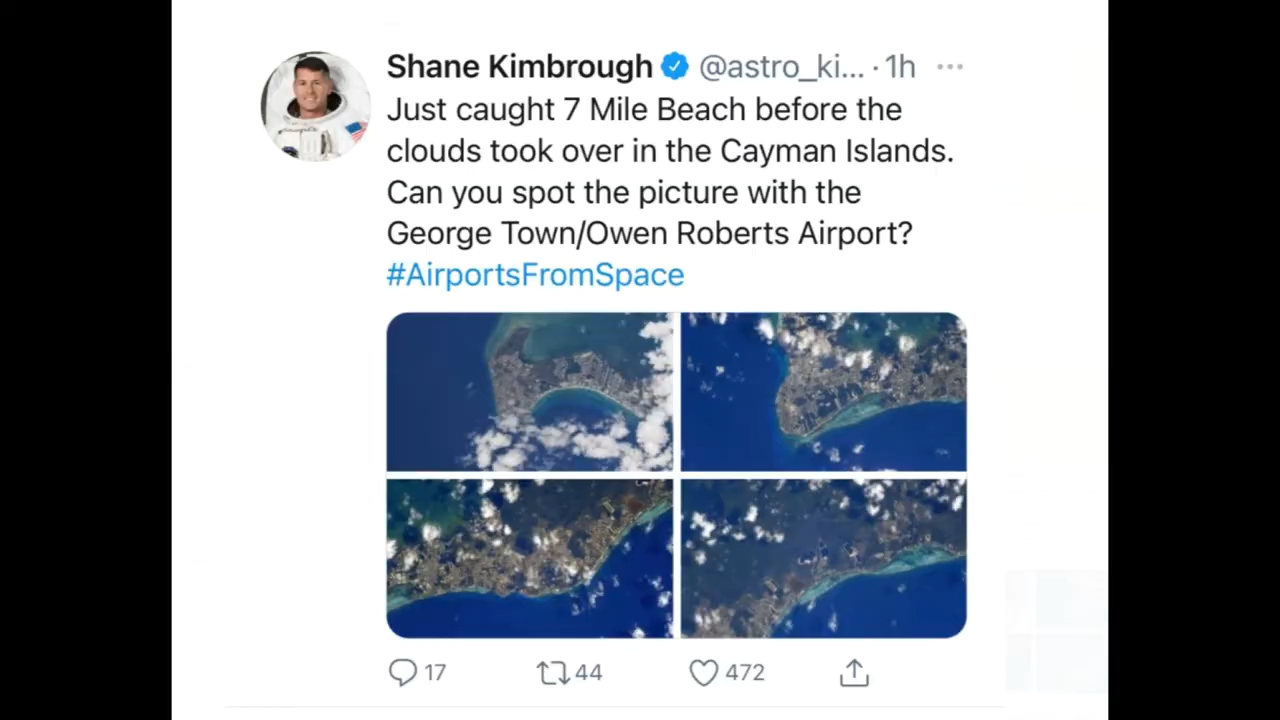 Shane Kimbrough @astro_ki... · 1h
Just caught 7 Mile Beach before the
clouds took over in the Cayman Islands.
Can you spot the picture with the
George Town/Owen Roberts Airport?
#AirportsFromSpace
17 44 472